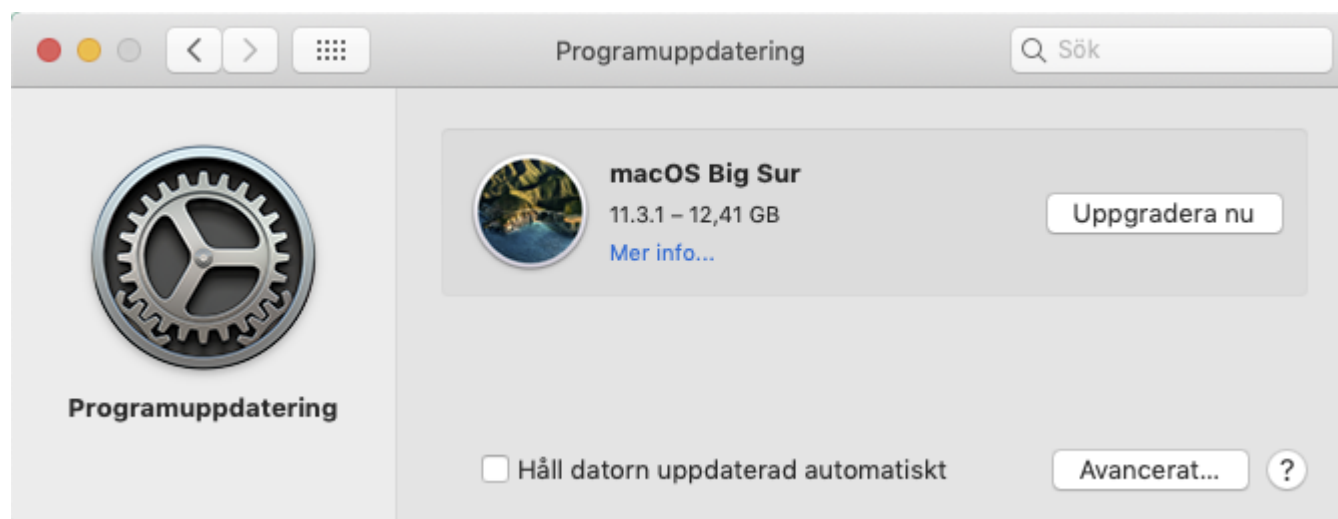 Programuppdatering
Sök
macOS Big Sur
11.3.1 – 12,41 GB
Mer info...
Uppgradera nu
Programuppdatering
Håll datorn uppdaterad automatiskt
Avancerat...
?